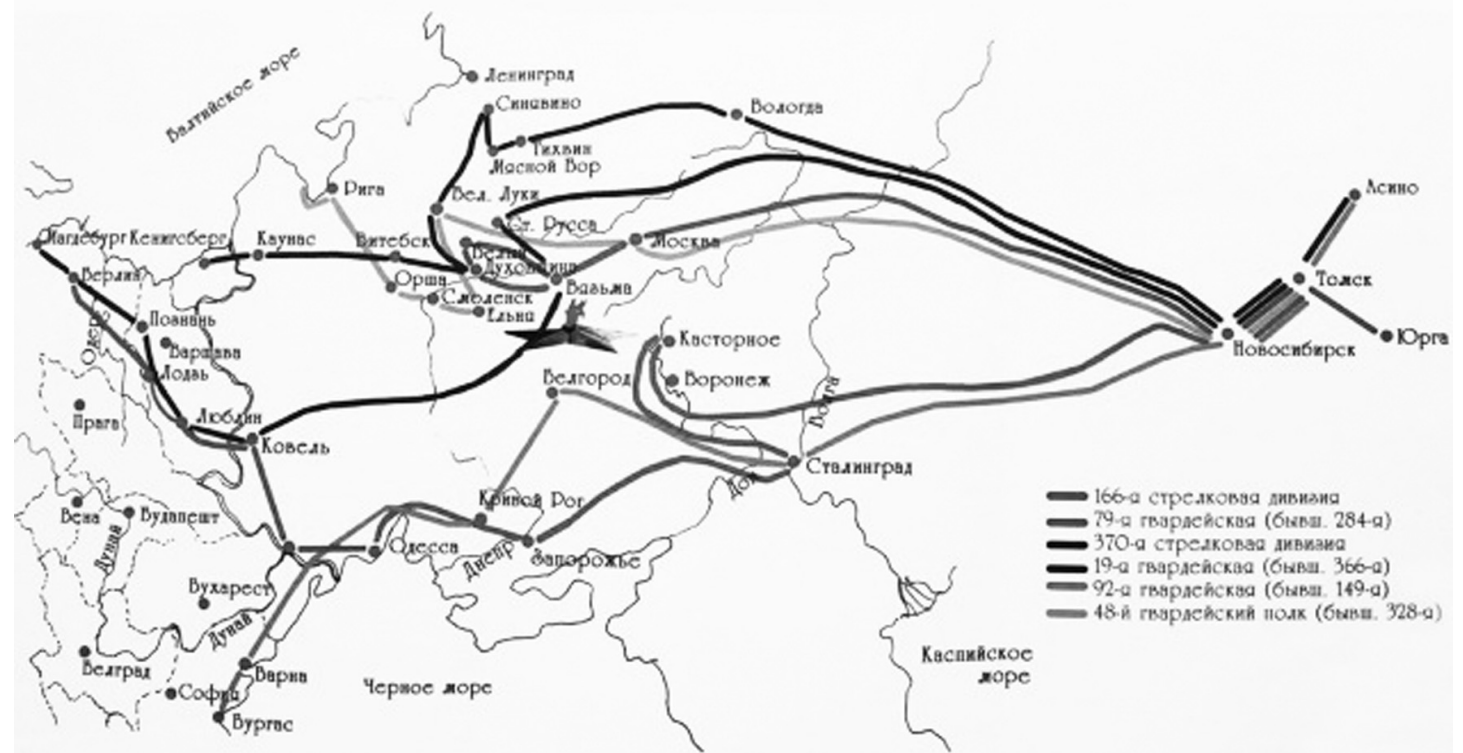 Балтийское море
Ленинград
Синявино
Вологда
Тихвин
Мясной Бор
Рига
Вел. Луки
Ст. Русса
Асино
Магдебург
Кенигсберг
Каунас
Витебск
Белый
Москва
Духовщина
Берлин
Орша
Смоленск
Вязьма
Ельня
Томск
Юрга
Новосибирск
Одер
Познань
Варшава
Лодзь
Касторное
Белгород
Воронеж
Волга
Прага
Люблин
Ковель
Сталинград
Дон
Вена
Будапешт
Дунай
Кривой Рог
Одесса
Днепр
Запорожье
Бухарест
Дунай
Белград
София
Варна
Бургас
Черное море
Каспийское
море
166-я стрелковая дивизия
79-я гвардейская (бывш. 284-я)
370-я стрелковая дивизия
19-я гвардейская (бывш. 366-я)
92-я гвардейская (бывш. 149-я)
48-й гвардейский полк (бывш. 328-я)